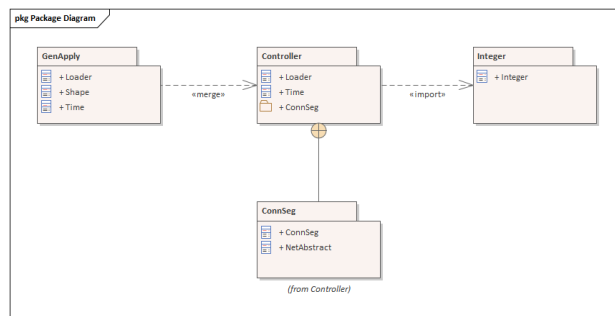 pkg Package Diagram
GenApply
+ Loader
+ Shape
+ Time
«merge»
Controller
+ Loader
+ Time
+ ConnSeg
«import»
Integer
+ Integer
ConnSeg
+ ConnSeg
+ NetAbstract
(from Controller)